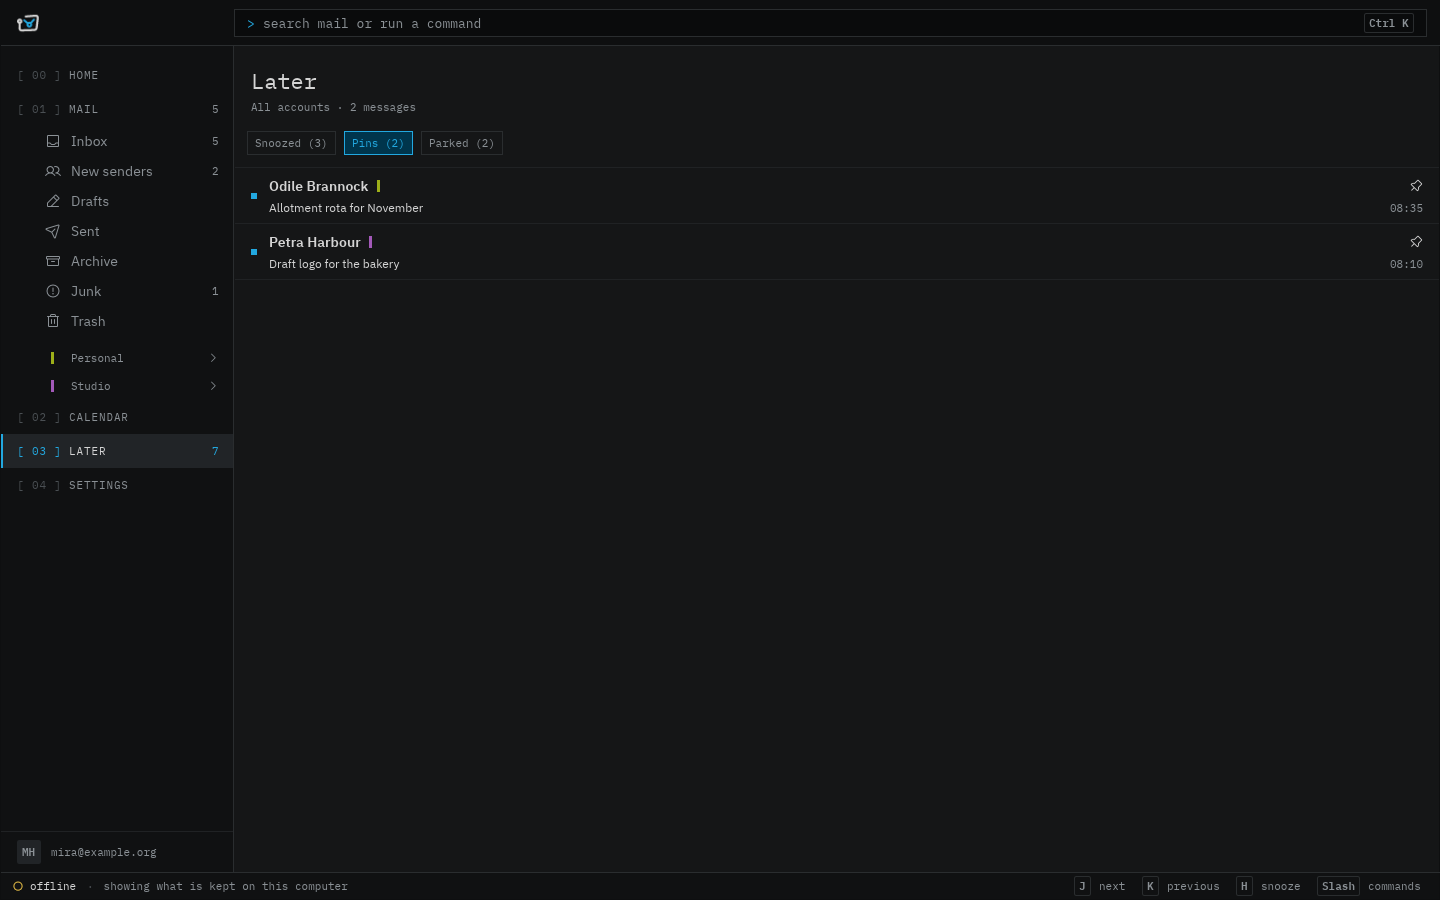 > search mail or run a command Ctrl K
[ 00 ] HOME
[ 01 ] MAIL 5
Inbox 5
New senders 2
Drafts
Sent
Archive
Junk 1
Trash
Personal
Studio
[ 02 ] CALENDAR
[ 03 ] LATER 7
[ 04 ] SETTINGS
MH mira@example.org
Later
All accounts · 2 messages
Snoozed (3) Pins (2) Parked (2)
Odile Brannock
Allotment rota for November 08:35
Petra Harbour
Draft logo for the bakery 08:10
offline · showing what is kept on this computer J next K previous H snooze Slash commands